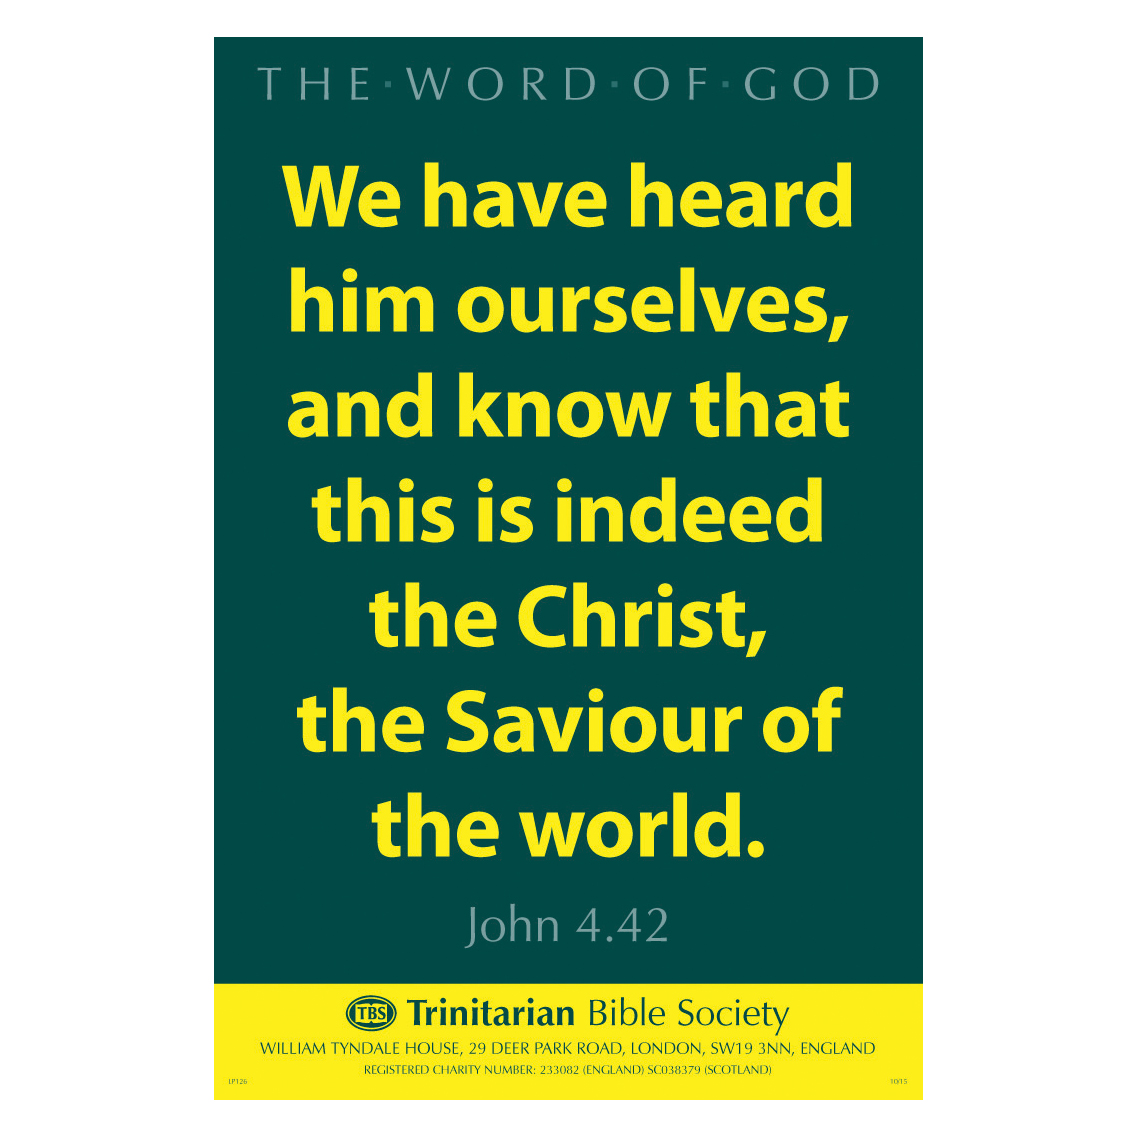 THE·WORD·OF·GOD
We have heard
him ourselves,
and know that
this is indeed
the Christ,
the Saviour of
the world.
John 4.42
TBS Trinitarian Bible Society
WILLIAM TYNDALE HOUSE, 29 DEER PARK ROAD, LONDON, SW19 3NN, ENGLAND
REGISTERED CHARITY NUMBER: 233082 (ENGLAND) SC038379 (SCOTLAND)
LP126 10/15